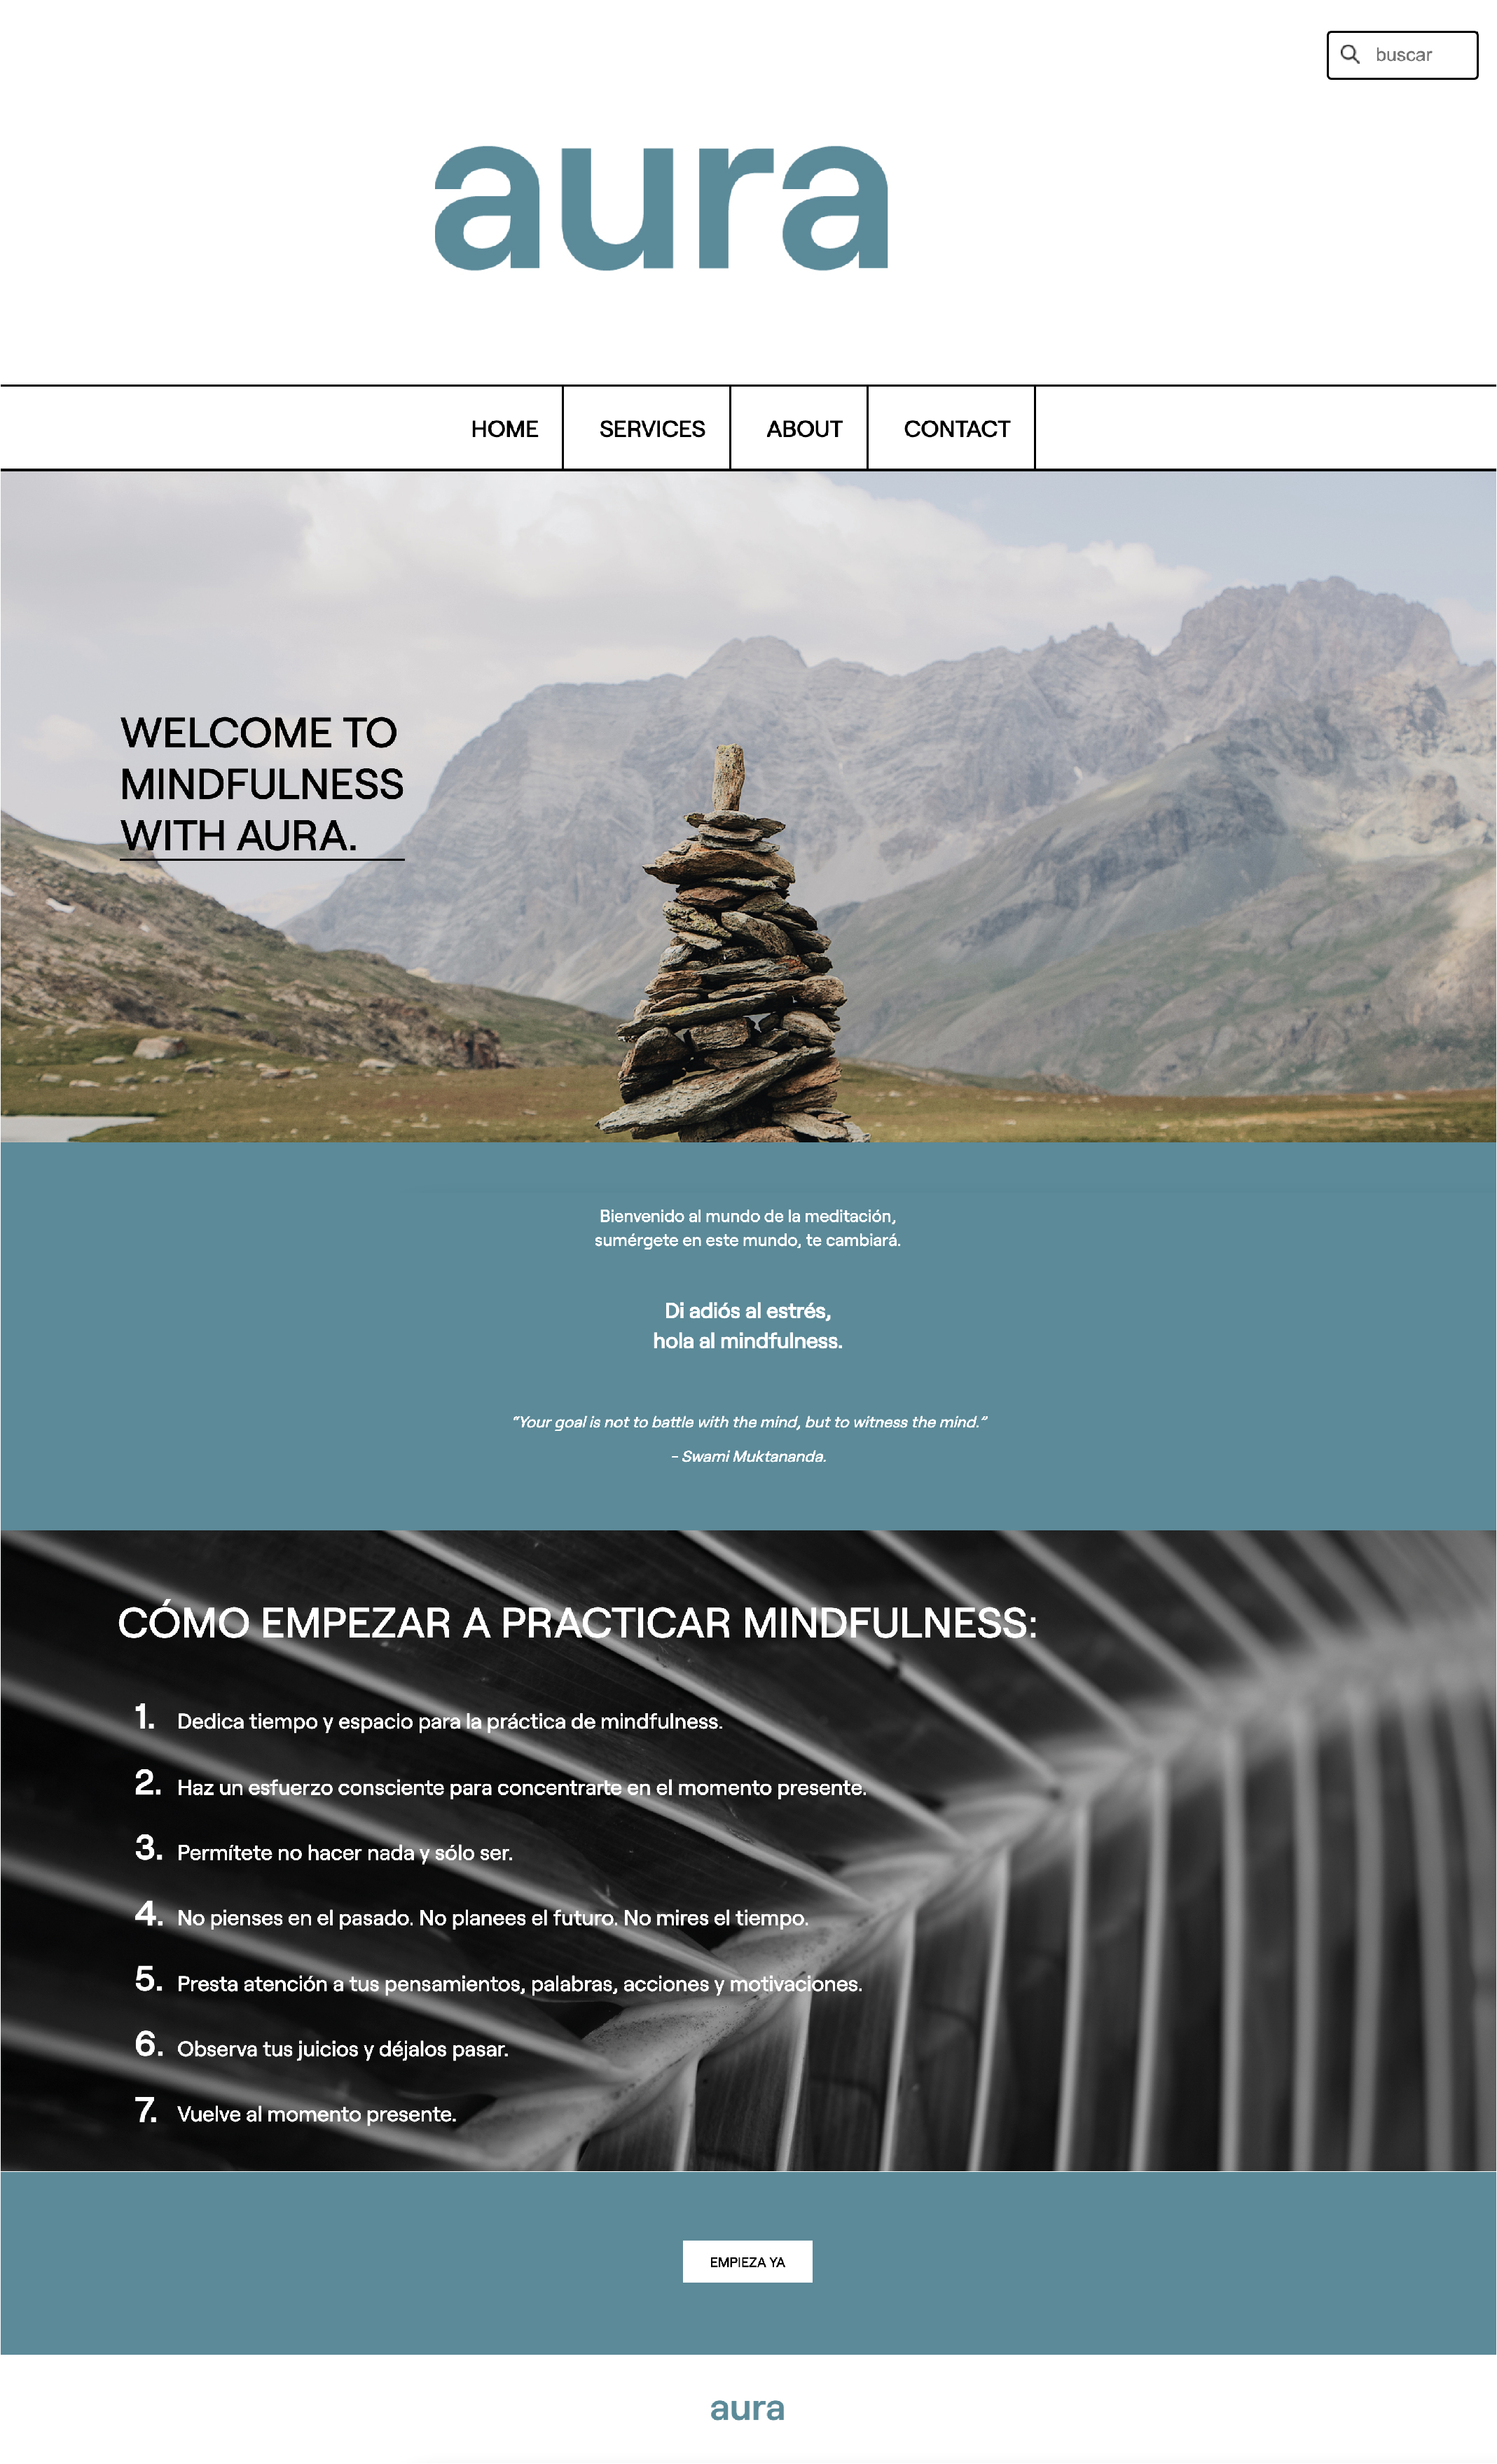 buscar
aura
HOME SERVICES ABOUT CONTACT
WELCOME TO
MINDFULNESS
WITH AURA.
Bienvenido al mundo de la meditación,
sumérgete en este mundo, te cambiará.
Di adiós al estrés,
hola al mindfulness.
“Your goal is not to battle with the mind, but to witness the mind.”
- Swami Muktananda.
CÓMO EMPEZAR A PRACTICAR MINDFULNESS:
1. Dedica tiempo y espacio para la práctica de mindfulness.
2. Haz un esfuerzo consciente para concentrarte en el momento presente.
3. Permítete no hacer nada y sólo ser.
4. No pienses en el pasado. No planees el futuro. No mires el tiempo.
5. Presta atención a tus pensamientos, palabras, acciones y motivaciones.
6. Observa tus juicios y déjalos pasar.
7. Vuelve al momento presente.
EMPIEZA YA
aura